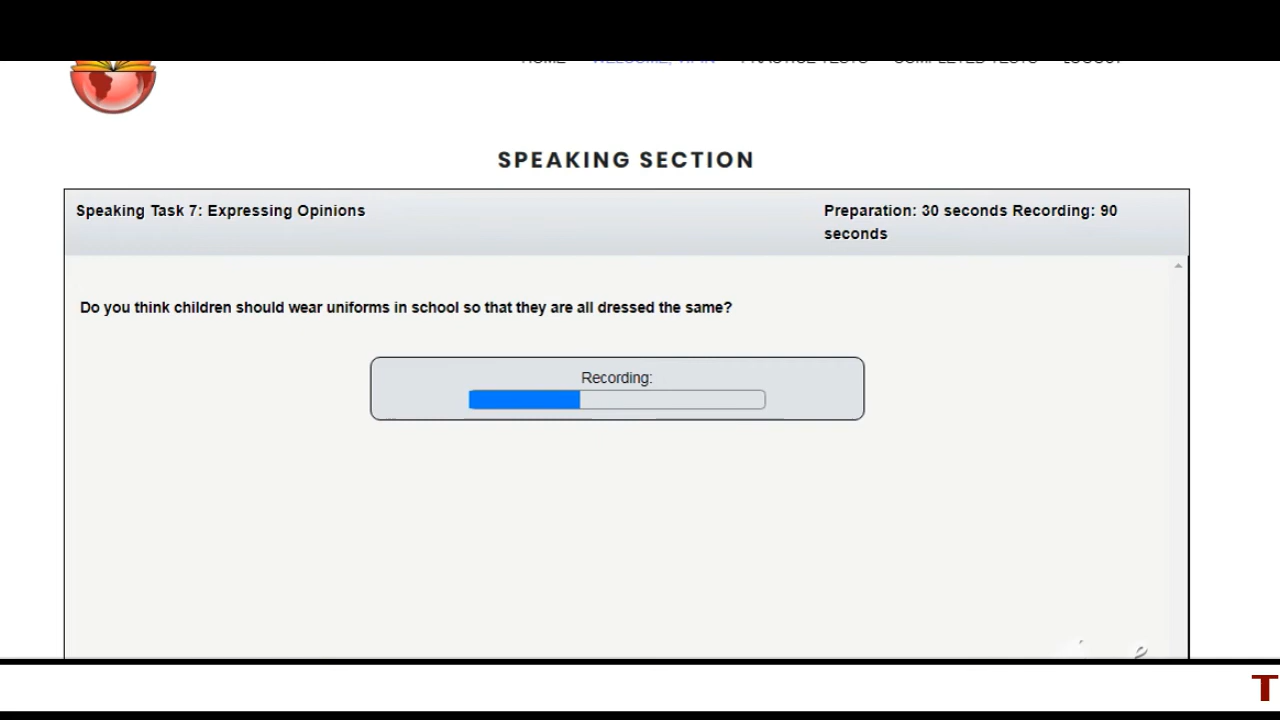 SPEAKING SECTION
Speaking Task 7: Expressing Opinions
Preparation: 30 seconds Recording: 90
seconds
Do you think children should wear uniforms in school so that they are all dressed the same?
Recording:
T